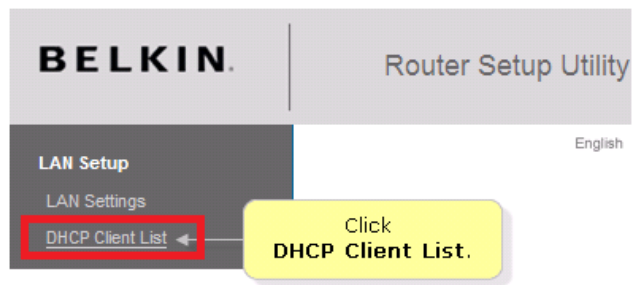 BELKIN.
Router Setup Utility
English
LAN Setup
LAN Settings
DHCP Client List
Click
DHCP Client List.